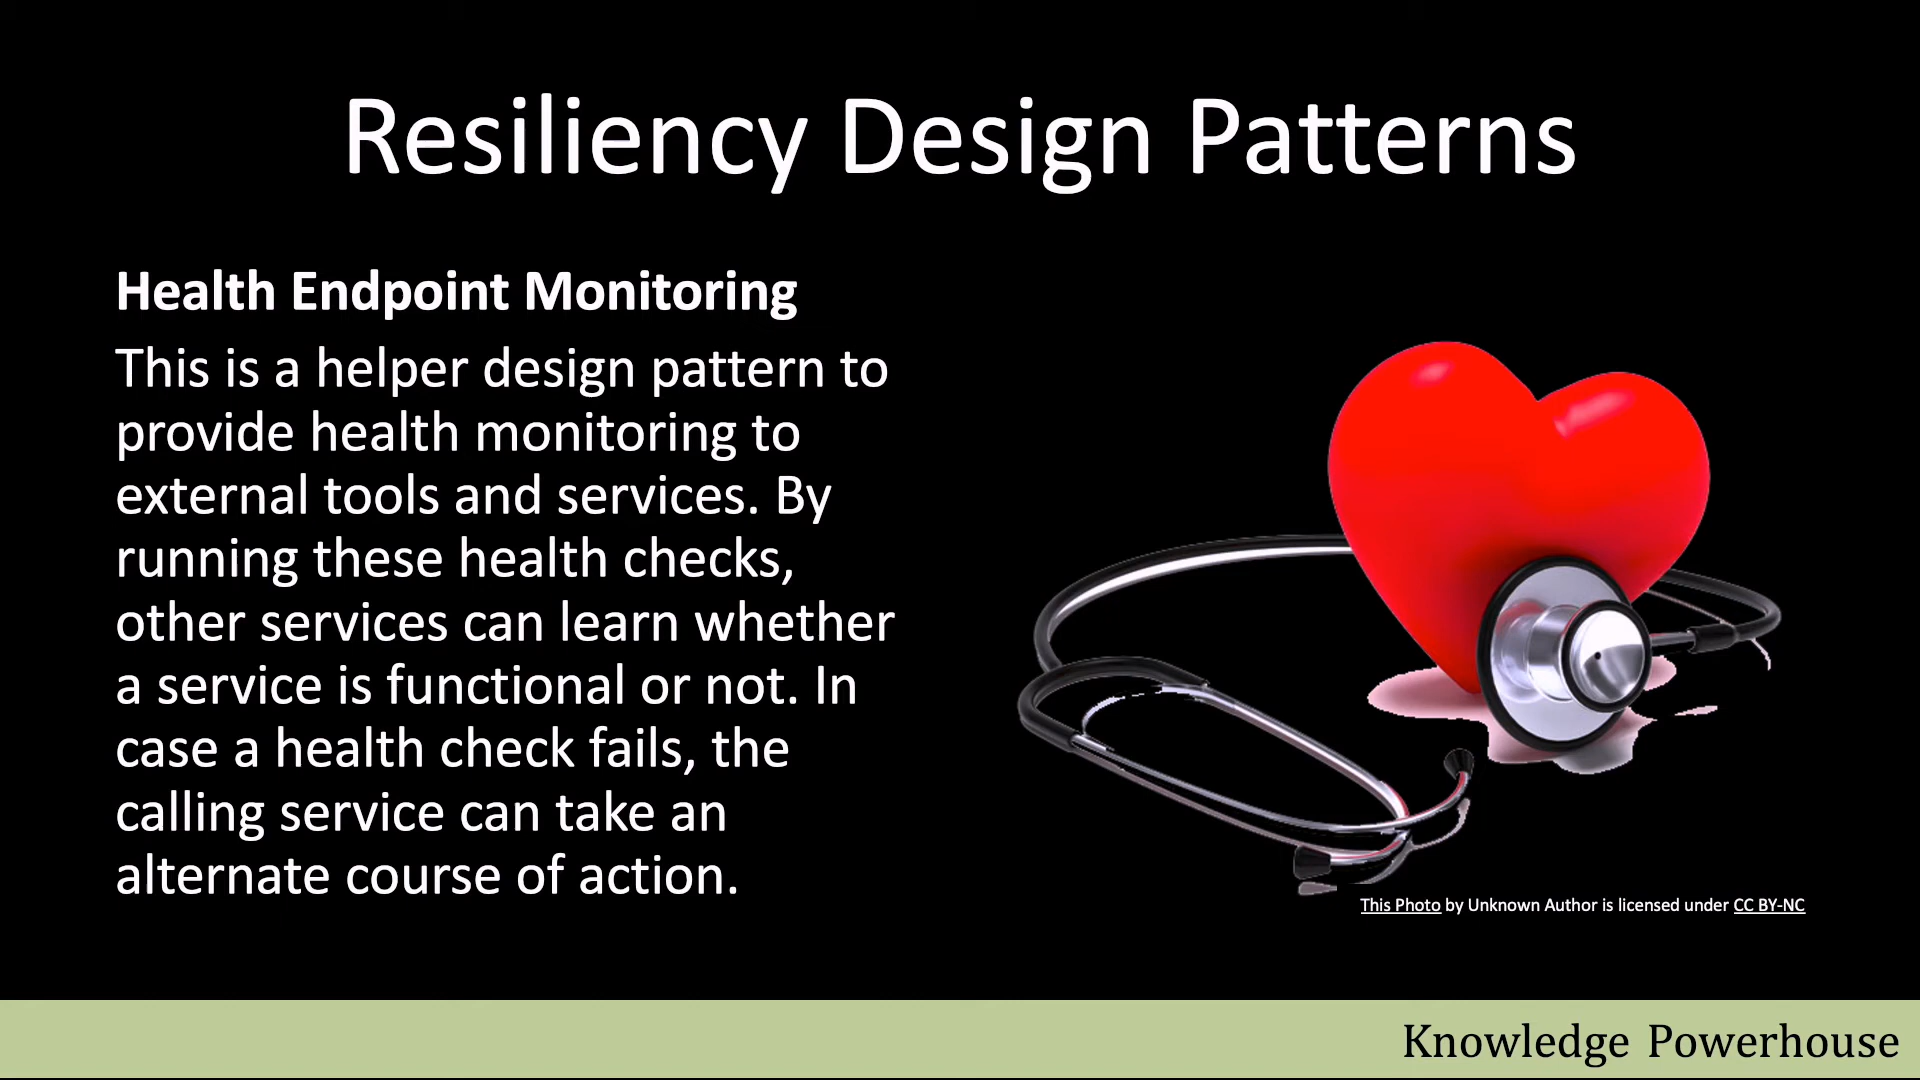 Resiliency Design Patterns
Health Endpoint Monitoring
This is a helper design pattern to
provide health monitoring to
external tools and services. By
running these health checks,
other services can learn whether
a service is functional or not. In
case a health check fails, the
calling service can take an
alternate course of action.
This Photo by Unknown Author is licensed under CC BY-NC
Knowledge Powerhouse